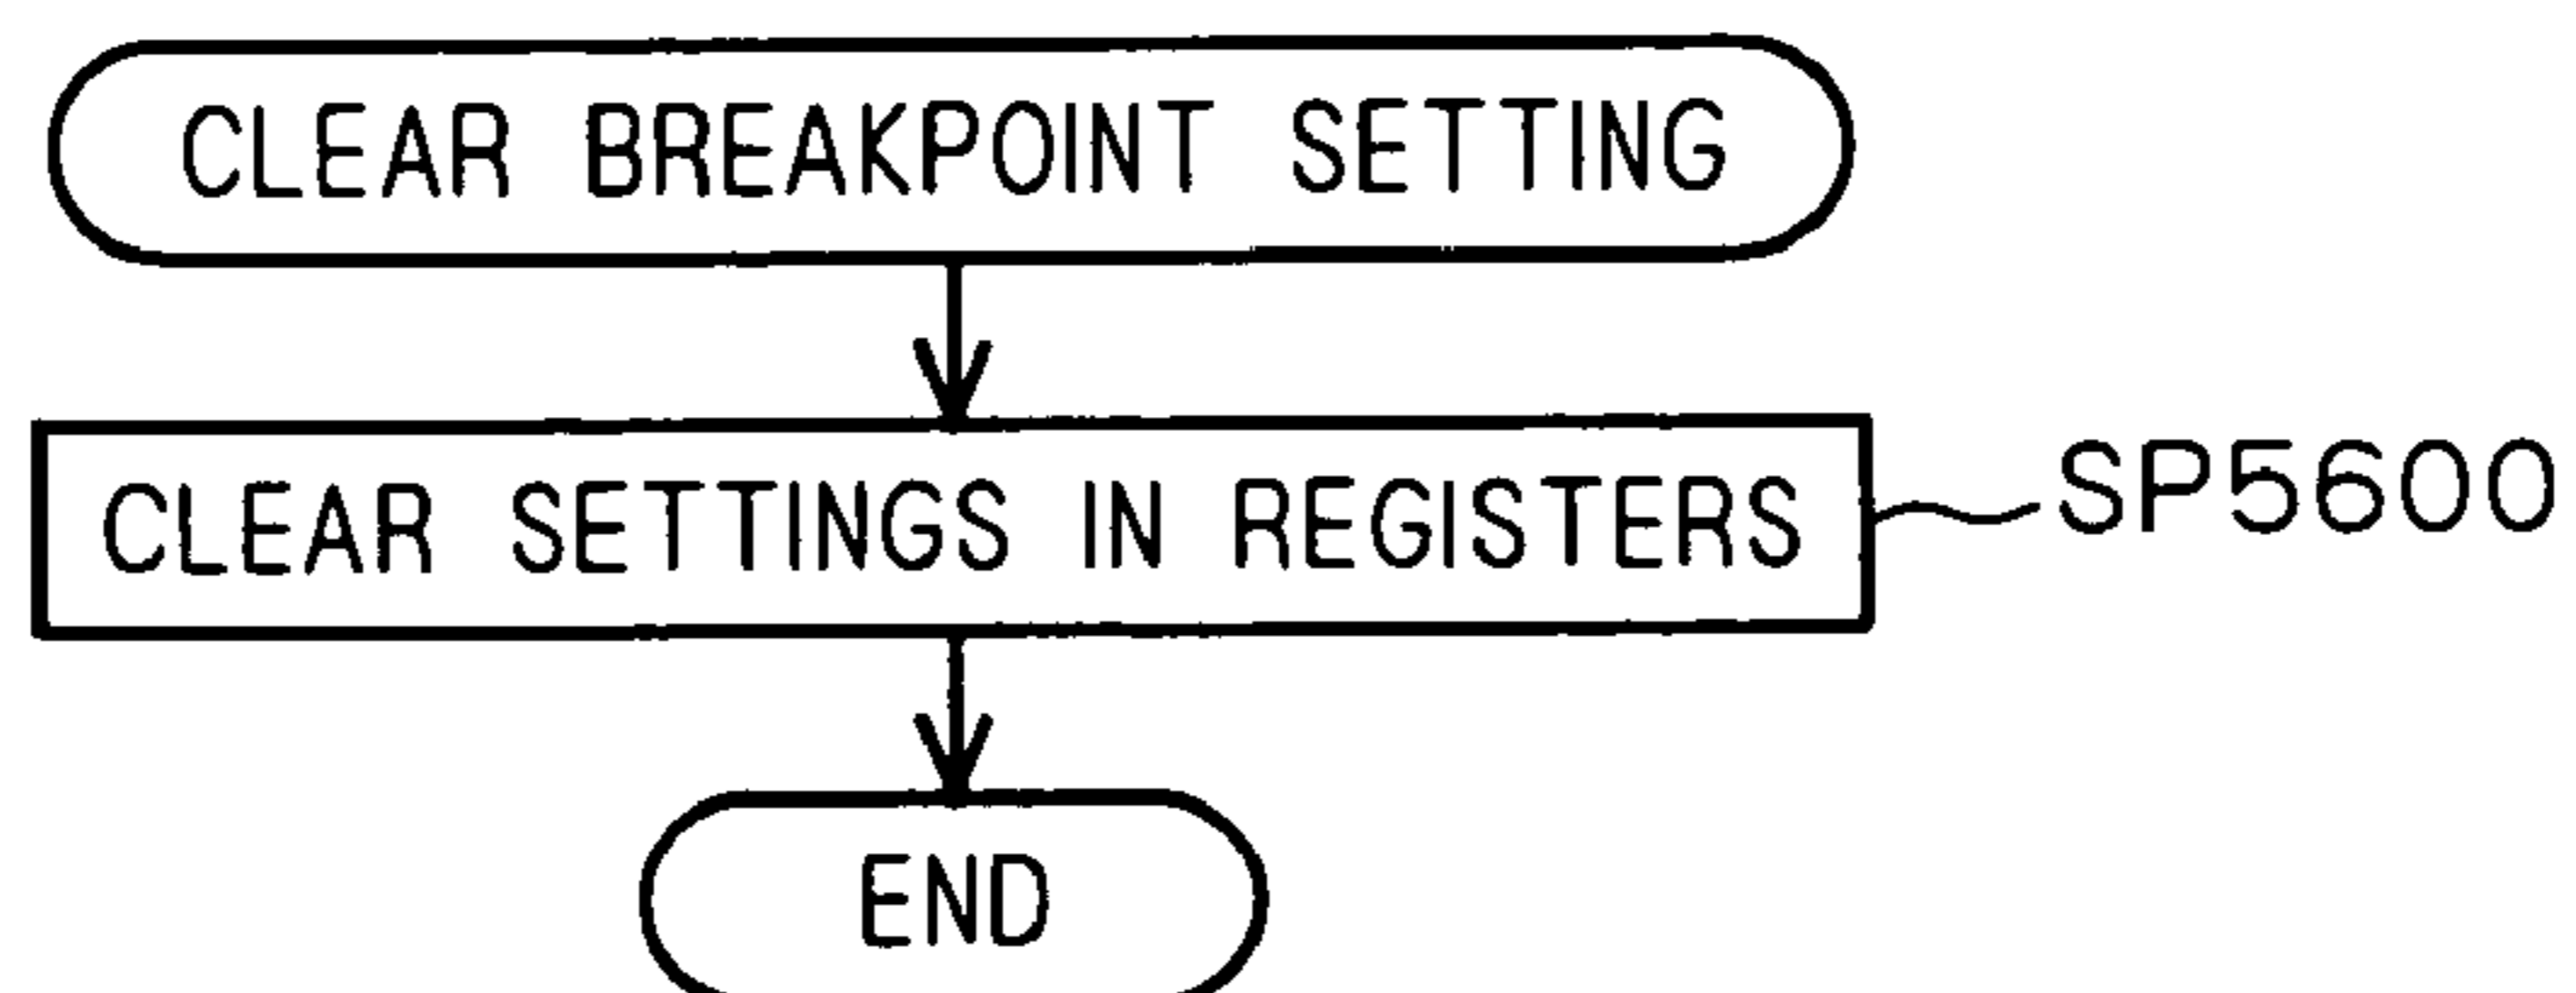 CLEAR BREAKPOINT SETTING
CLEAR SETTINGS IN REGISTERS
SP5600
END